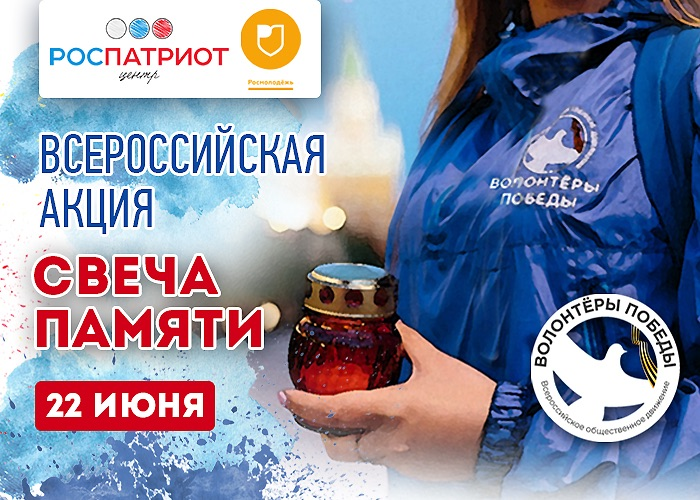 РОСПАТРИОТ
центр
Росмолодёжь
ВСЕРОССИЙСКАЯ
АКЦИЯ
СВЕЧА
ПАМЯТИ
22 ИЮНЯ
ВОЛОНТЁРЫ
ПОБЕДЫ
ВОЛОНТЁРЫ ПОБЕДЫ
Всероссийское общественное движение